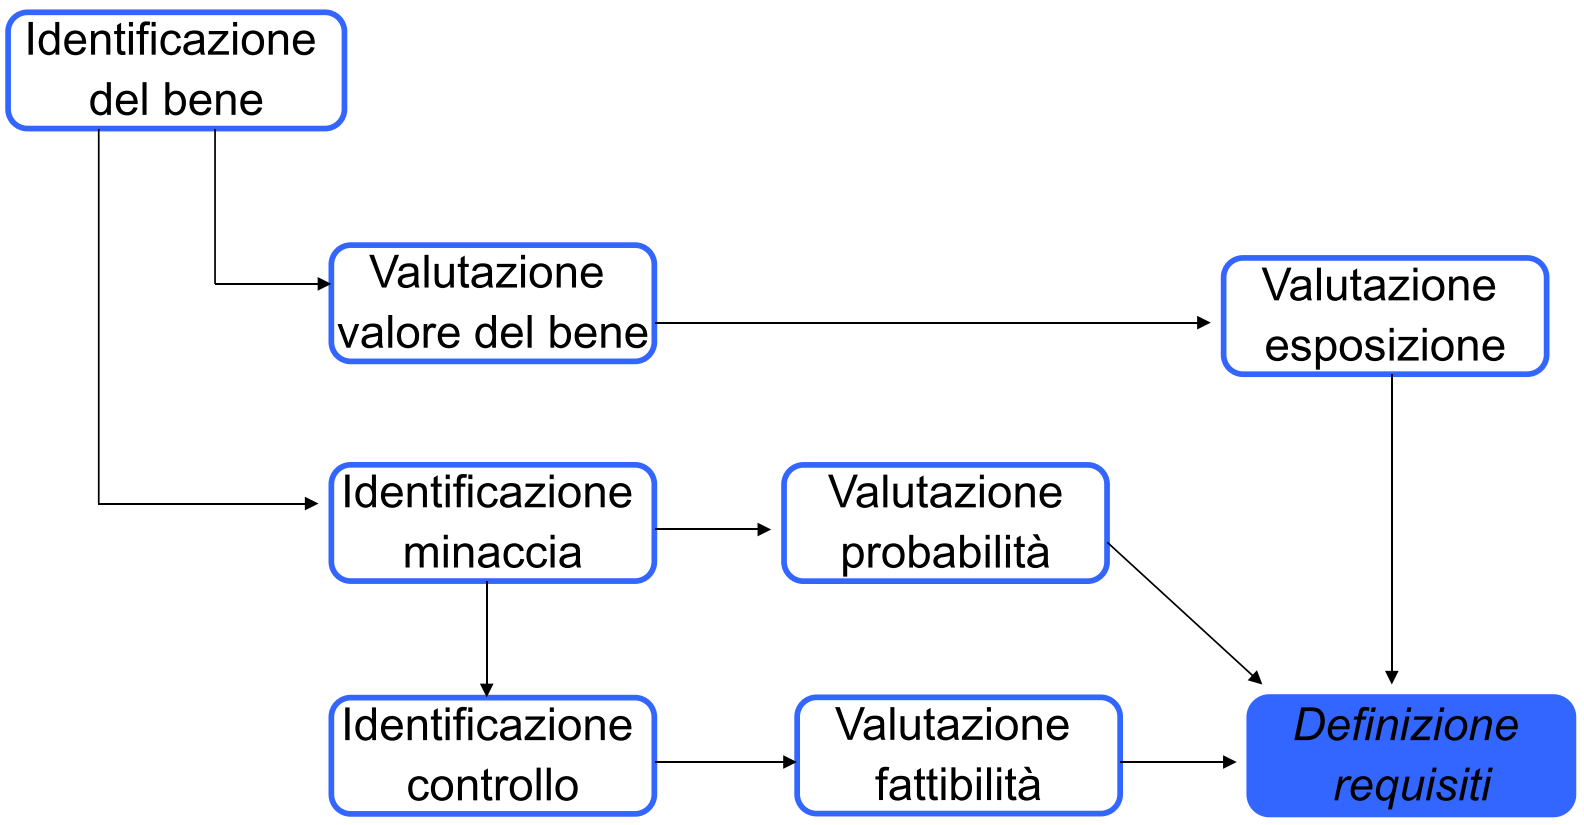 Identificazione
del bene
Valutazione
valore del bene
Valutazione
esposizione
Identificazione
minaccia
Valutazione
probabilità
Identificazione
controllo
Valutazione
fattibilità
Definizione
requisiti